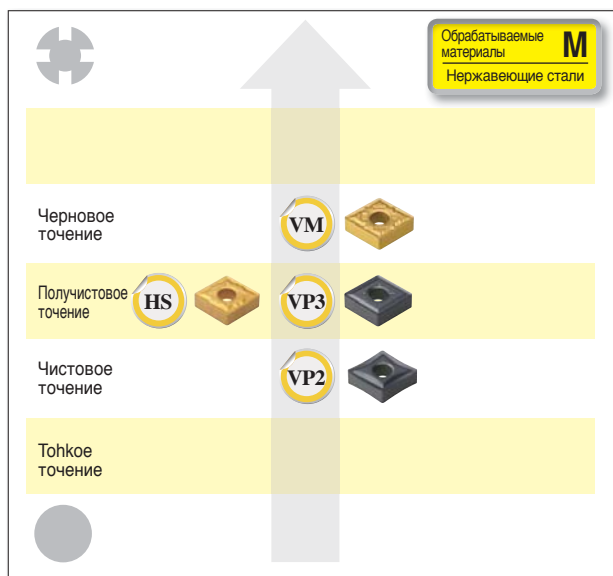 Обрабатываемые
материалы
M
Нержавеющие стали
Черновое
точение
VM
Получистовое
точение
HS
VP3
Чистовое
точение
VP2
Tohkoe
точение